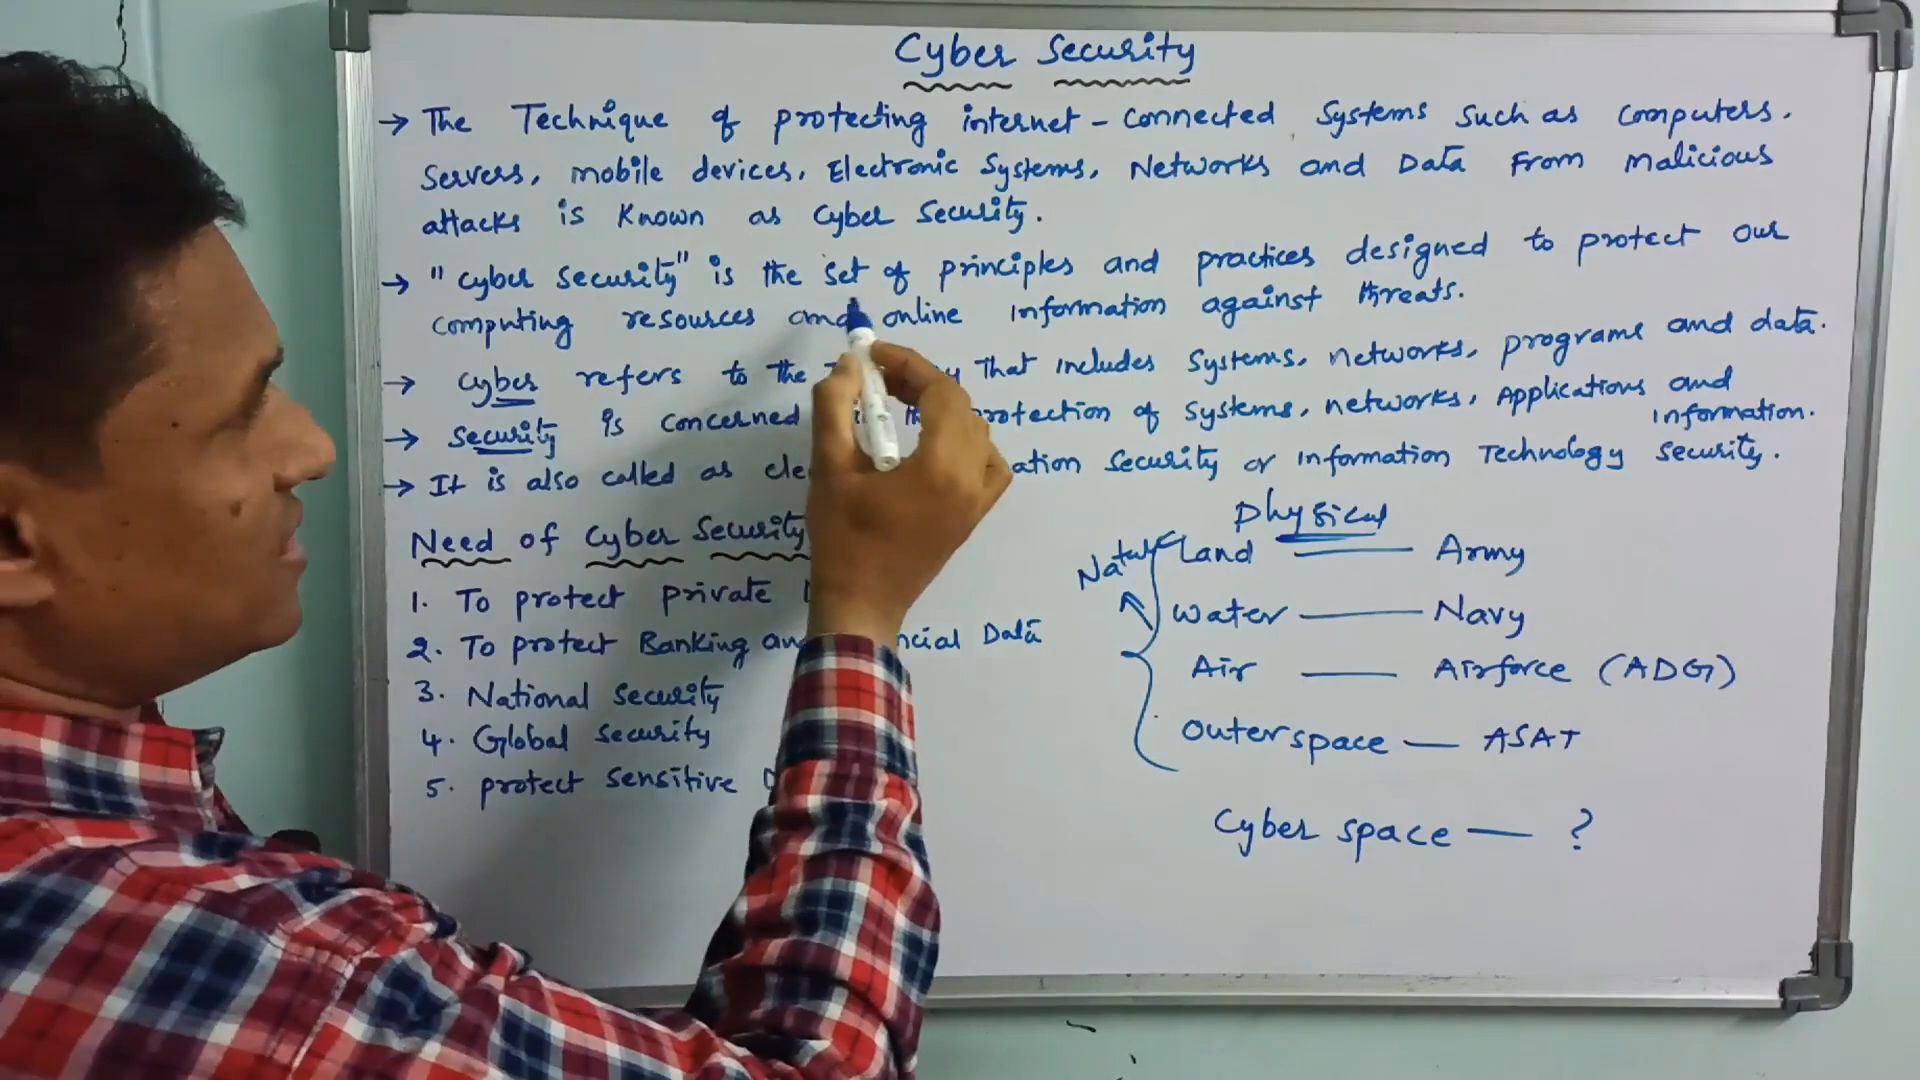 Cyber Security
→ The Technique of protecting internet-connected Systems such as computers.
servers, mobile devices, Electronic Systems, Networks and Data from malicious
attacks is Known as Cyber Security.
→ "Cyber Security" is the set of principles and practices designed to protect our
computing resources and online information against threats.
→ Cyber refers to the that includes Systems, networks, programs and data.
→ Security is concerned of Systems, networks, Applications and
information.
→ It is also called as Security or Information Technology Security.
Need of Cyber Security
1. To protect private
2. To protect Banking Data
3. National Security
4. Global Security
5. protect sensitive
Physical
Land — Army
Water — Navy
Air — Airforce (ADG)
Outerspace — ASAT
Cyber space — ?